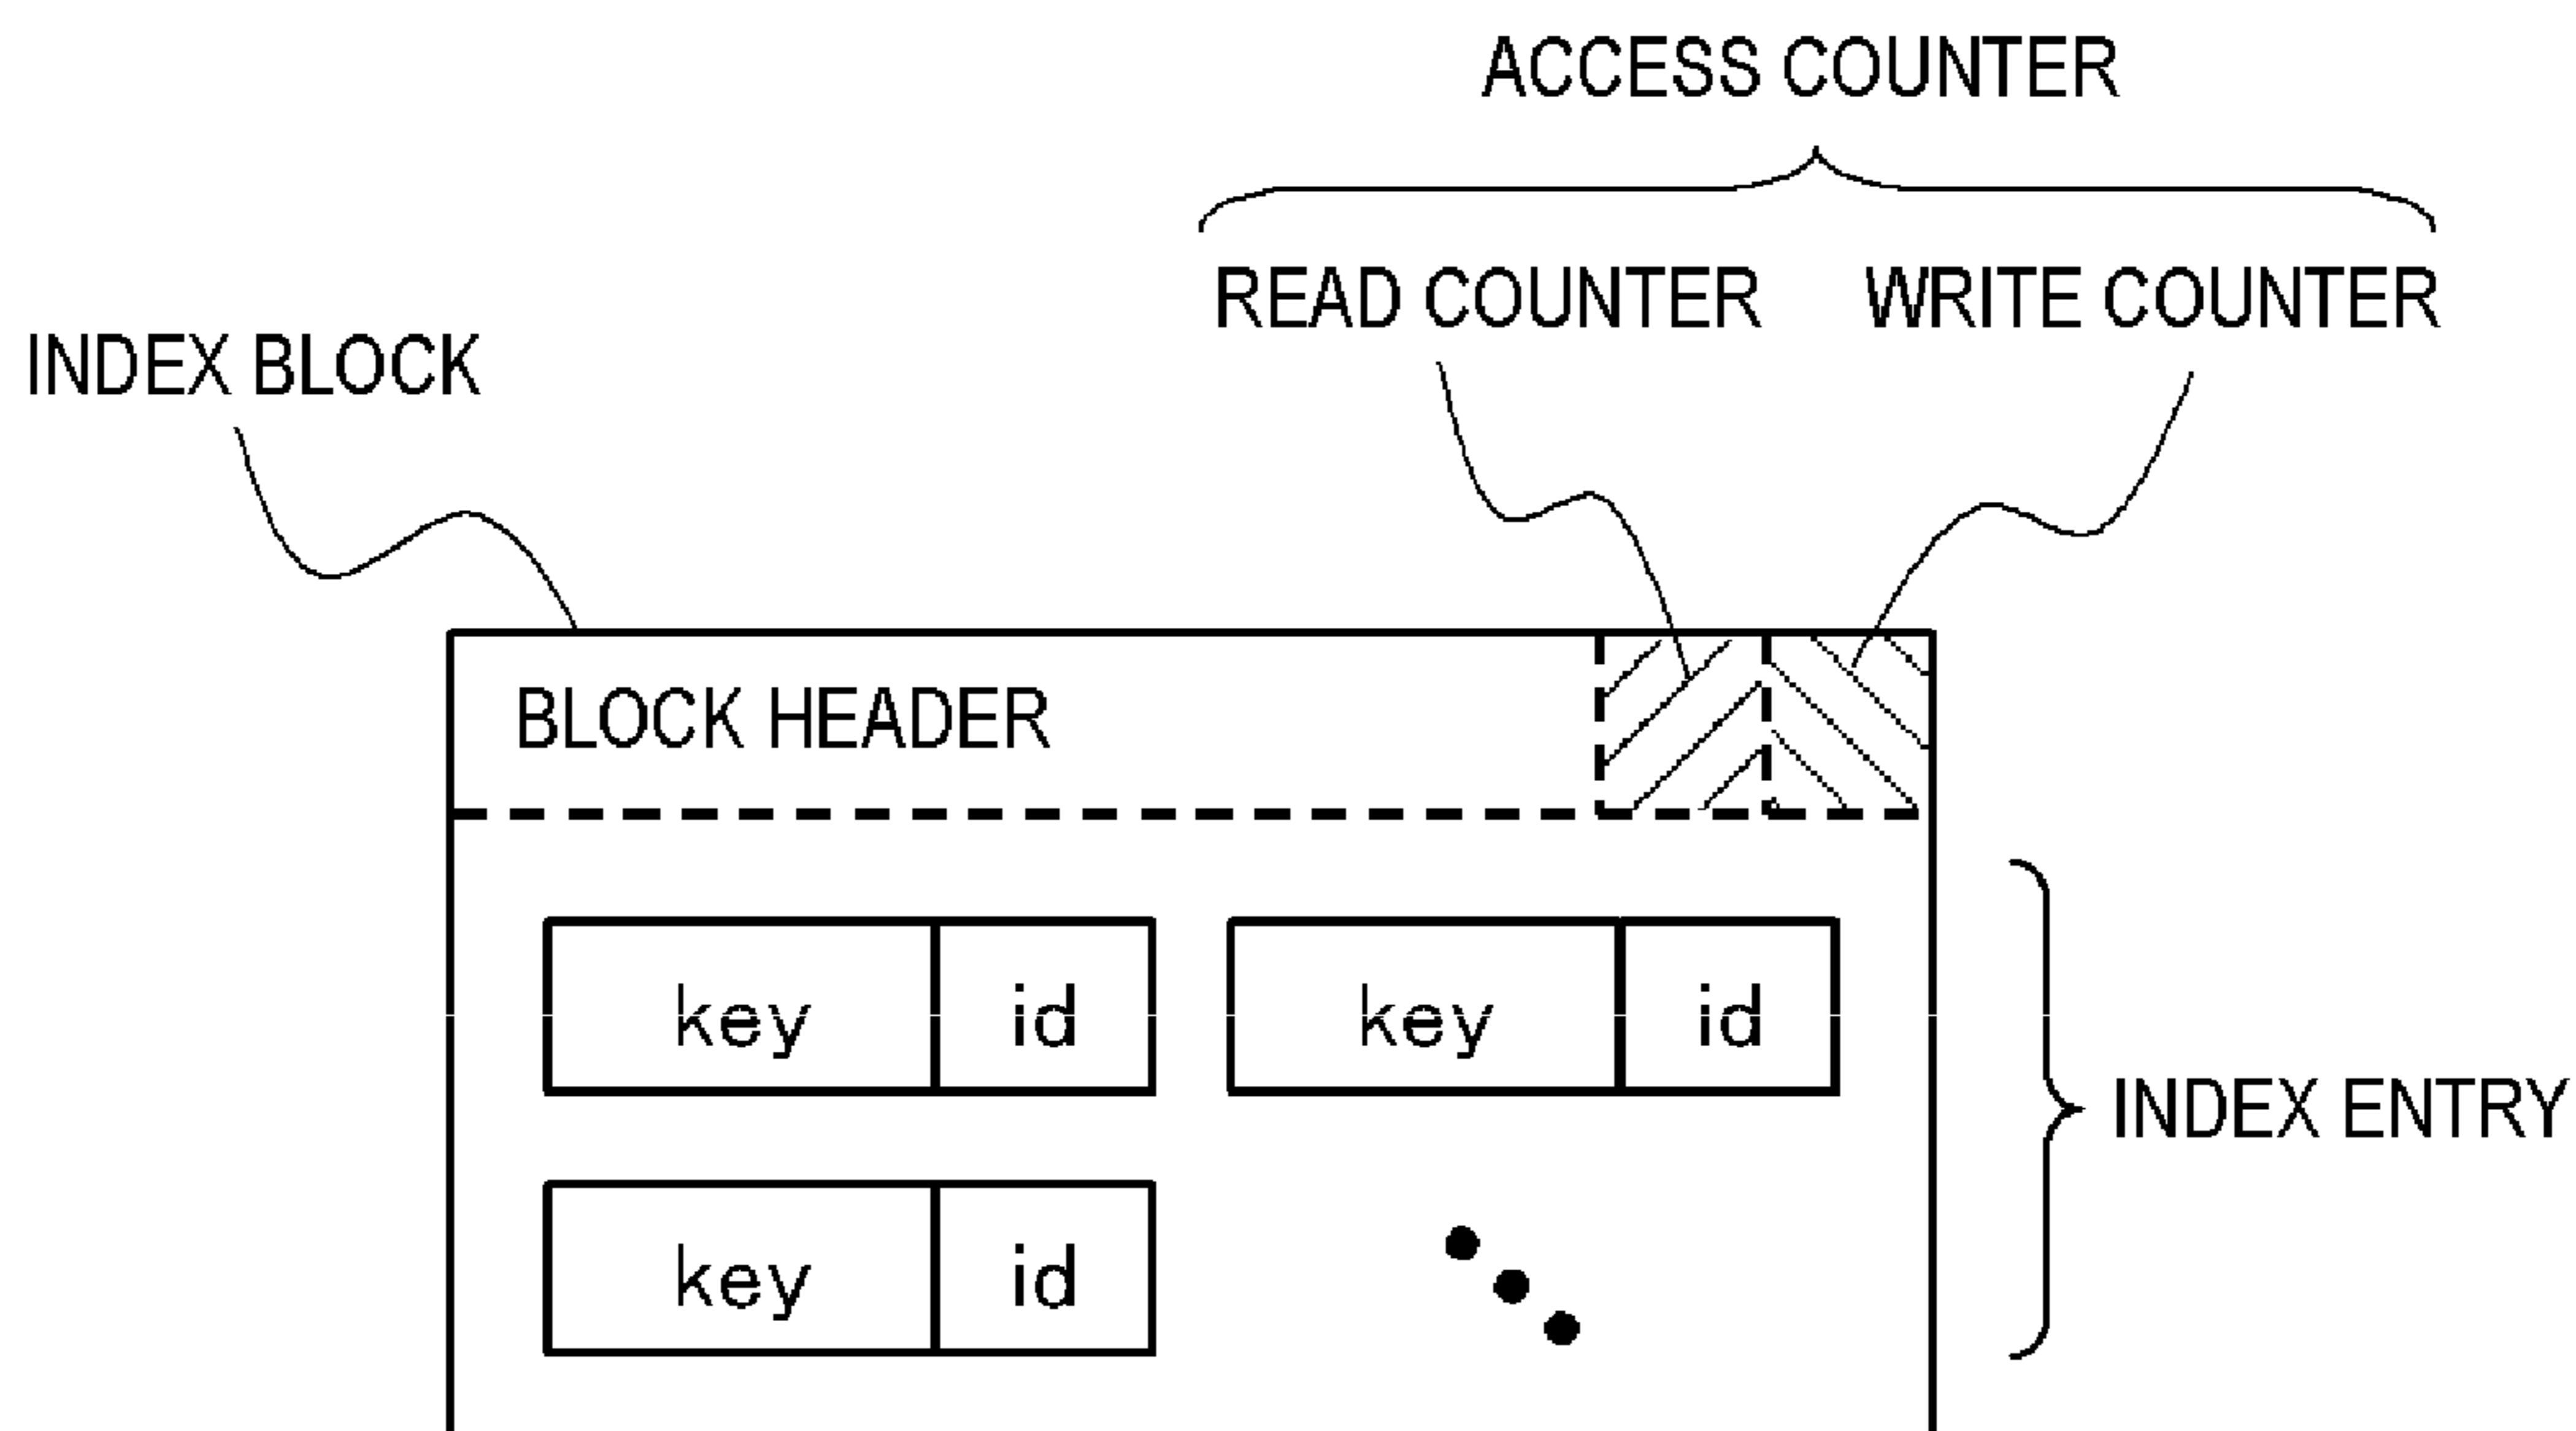 ACCESS COUNTER
READ COUNTER WRITE COUNTER
INDEX BLOCK
BLOCK HEADER
key id key id
INDEX ENTRY
key id